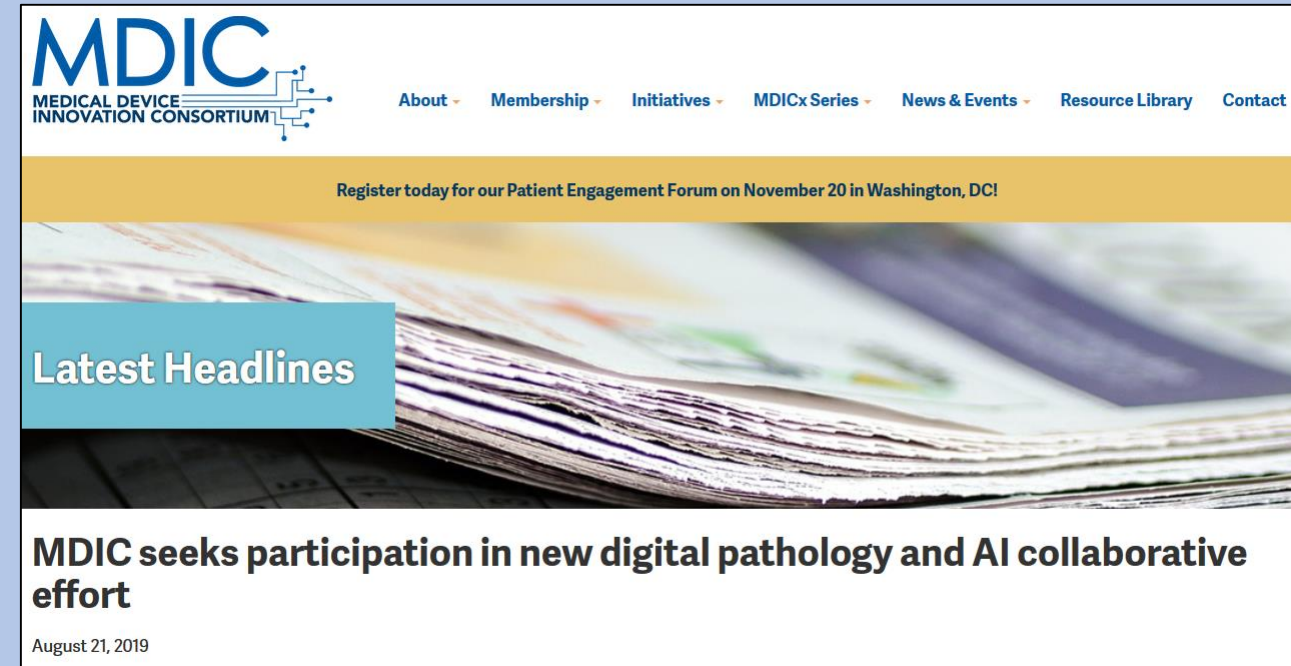 MDIC
MEDICAL DEVICE
INNOVATION CONSORTIUM
About Membership Initiatives MDICx Series News & Events Resource Library Contact
Register today for our Patient Engagement Forum on November 20 in Washington, DC!
Latest Headlines
MDIC seeks participation in new digital pathology and AI collaborative
effort
August 21, 2019